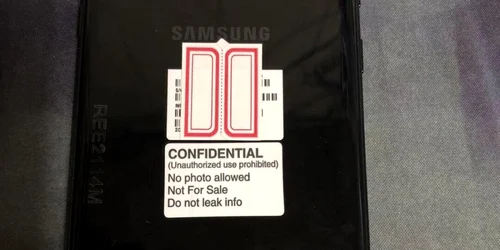 SAMSUNG
CONFIDENTIAL
(Unauthorized use prohibited)
No photo allowed
Not For Sale
Do not leak info